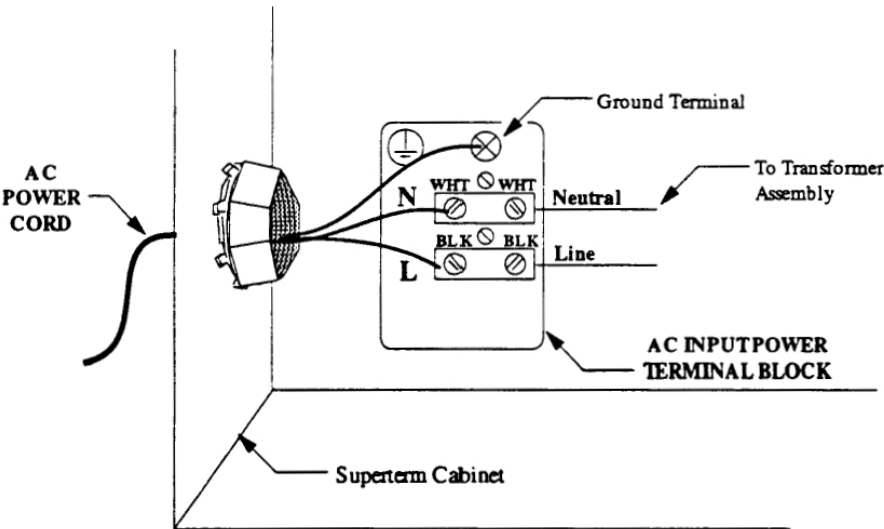 Ground Terminal
AC
POWER
CORD
To Transformer
Assembly
N
WHT
WHT
Neutral
BLK
BLK
L
Line
AC INPUT POWER
TERMINAL BLOCK
Superterm Cabinet